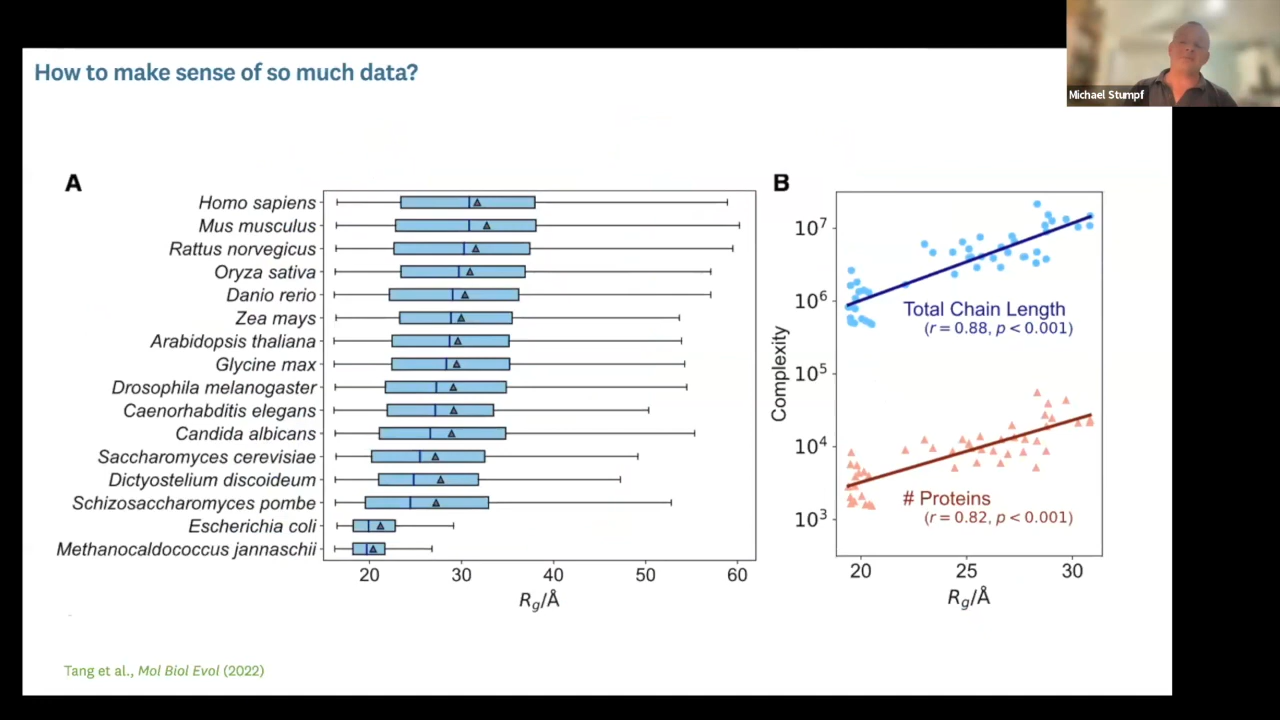 How to make sense of so much data?
Michael Stumpf
A
Homo sapiens
Mus musculus
Rattus norvegicus
Oryza sativa
Danio rerio
Zea mays
Arabidopsis thaliana
Glycine max
Drosophila melanogaster
Caenorhabditis elegans
Candida albicans
Saccharomyces cerevisiae
Dictyostelium discoideum
Schizosaccharomyces pombe
Escherichia coli
Methanocaldococcus jannaschii
20 30 40 50 60
Rg/Å
B
Complexity
10⁷
10⁶
10⁵
10⁴
10³
Total Chain Length
(r = 0.88, p < 0.001)
# Proteins
(r = 0.82, p < 0.001)
20 25 30
Rg/Å
Tang et al., Mol Biol Evol (2022)